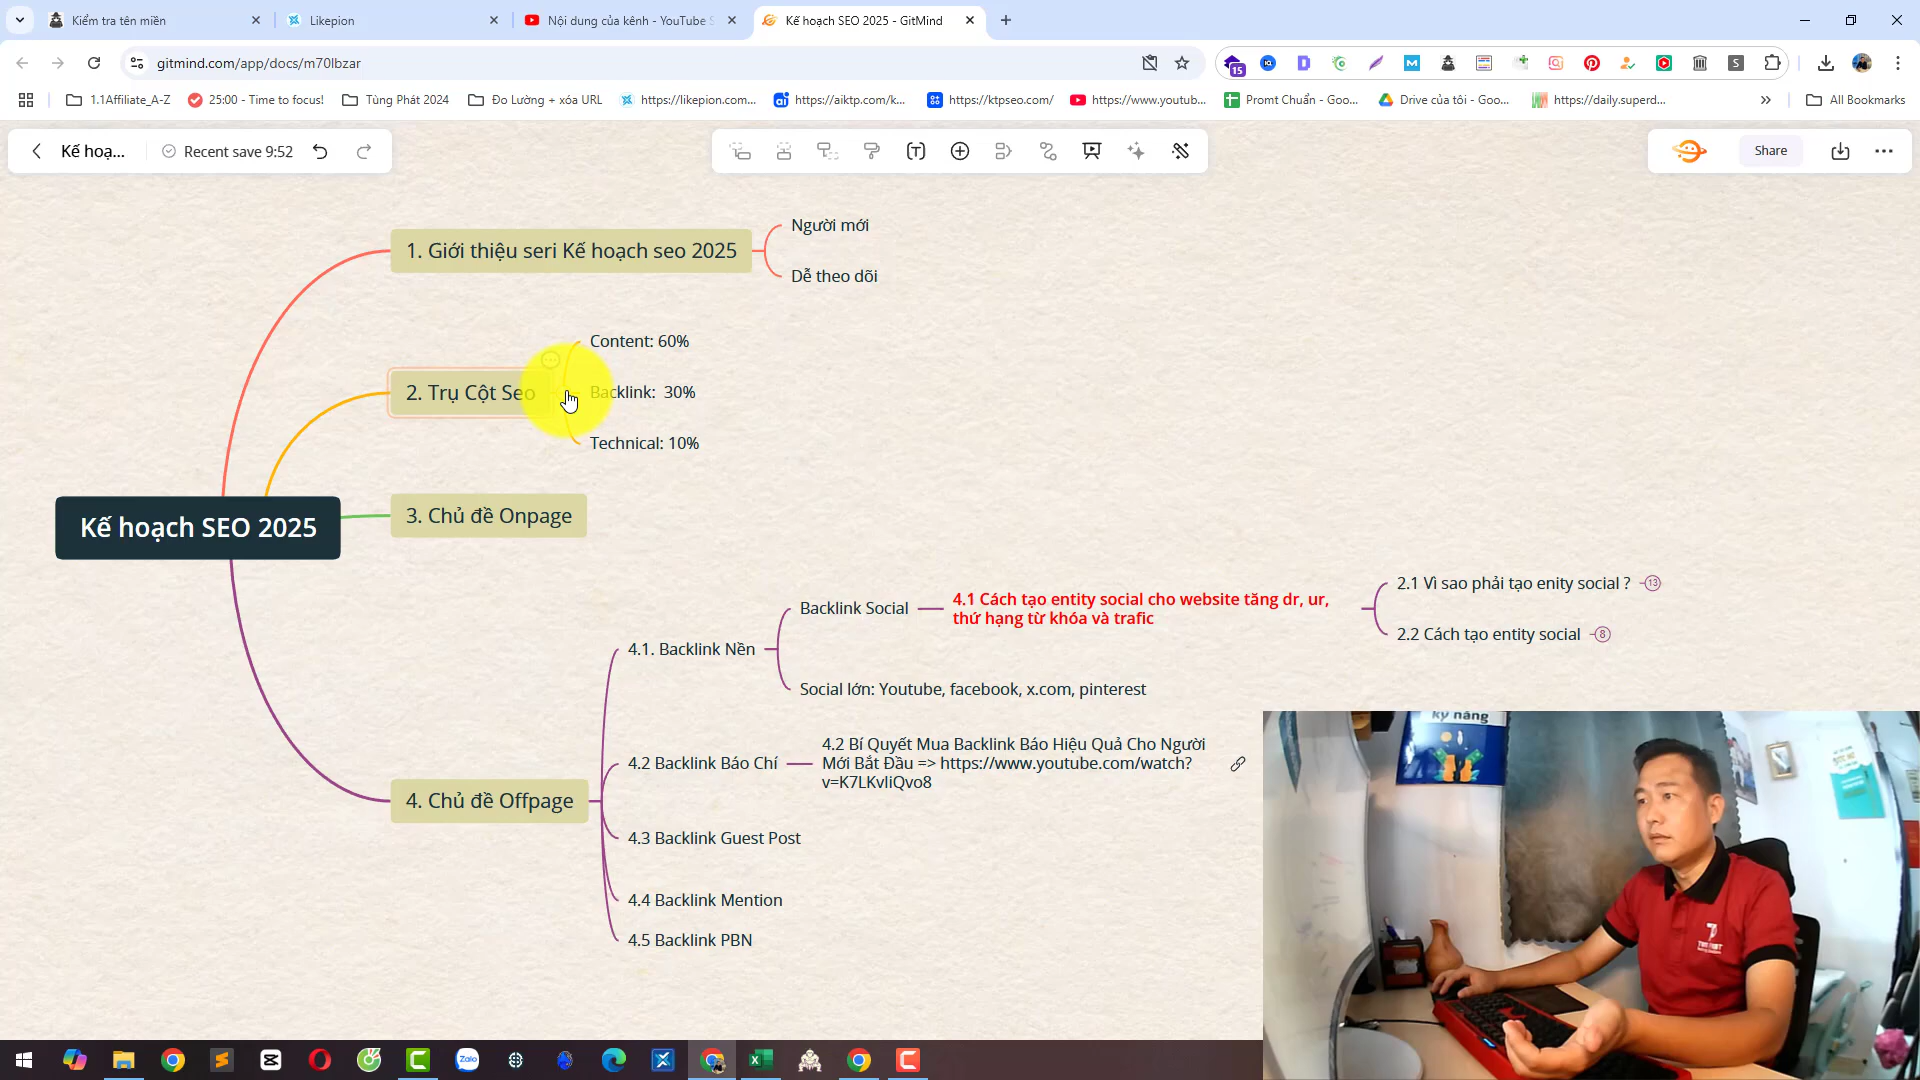 Kiểm tra tên miền
Likepion
Nội dung của kênh - YouTube S
Kế hoạch SEO 2025 - GitMind
gitmind.com/app/docs/m70lbzar
15
1.1Affiliate_A-Z
25:00 - Time to focus!
Tùng Phát 2024
Đo Lường + xóa URL
https://likepion.com...
https://aiktp.com/k...
https://ktpseo.com/
https://www.youtub...
Promt Chuẩn - Goo...
Drive của tôi - Goo...
https://daily.superd...
All Bookmarks
Kế hoạ...
Recent save 9:52
Share
1. Giới thiệu seri Kế hoạch seo 2025
Người mới
Dễ theo dõi
2. Trụ Cột Seo
Content: 60%
Backlink: 30%
Technical: 10%
Kế hoạch SEO 2025
3. Chủ đề Onpage
4. Chủ đề Offpage
4.1. Backlink Nền
Backlink Social
4.1 Cách tạo entity social cho website tăng dr, ur,
thứ hạng từ khóa và trafic
2.1 Vì sao phải tạo enity social ?
13
2.2 Cách tạo entity social
8
Social lớn: Youtube, facebook, x.com, pinterest
4.2 Backlink Báo Chí
4.2 Bí Quyết Mua Backlink Báo Hiệu Quả Cho Người
Mới Bắt Đầu => https://www.youtube.com/watch?
v=K7LKvliQvo8
4.3 Backlink Guest Post
4.4 Backlink Mention
4.5 Backlink PBN
kỹ năng
Zalo